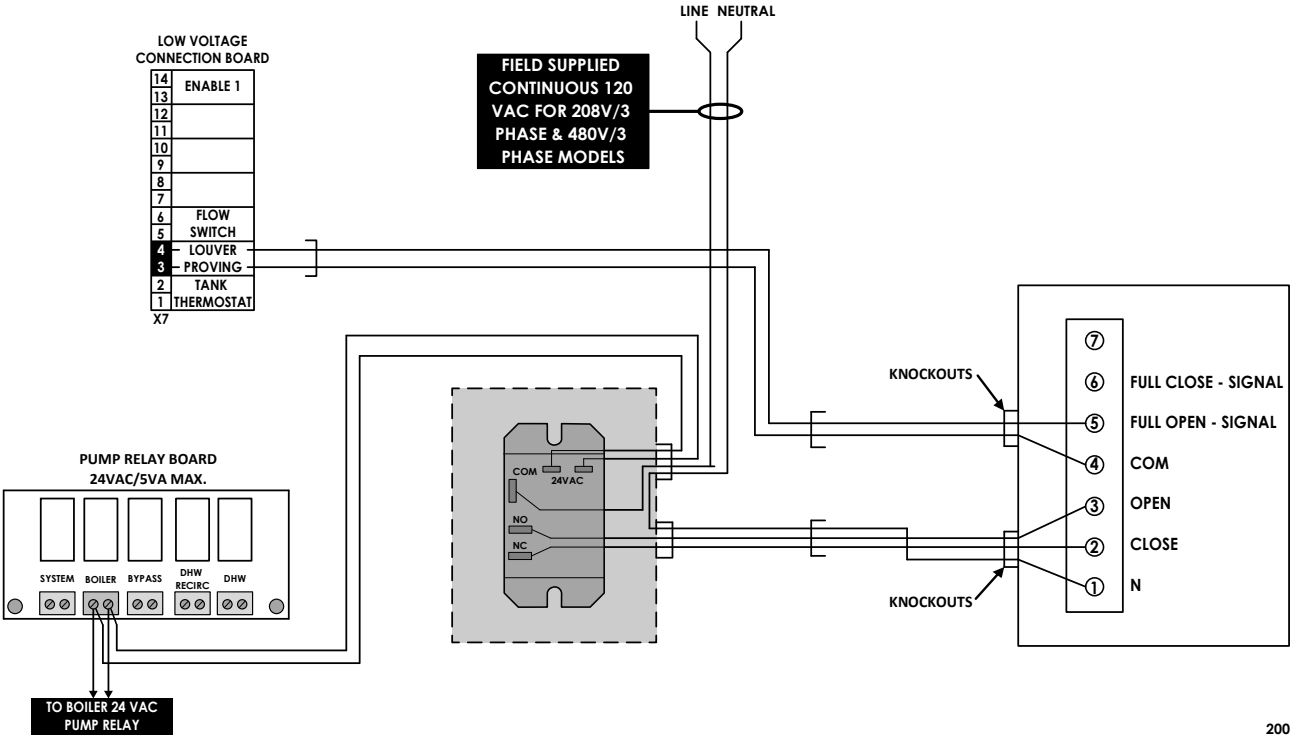 LINE NEUTRAL
LOW VOLTAGE
CONNECTION BOARD
14
ENABLE 1
13
12
11
10
9
8
7
6
FLOW
5
SWITCH
4
LOUVER
3
PROVING
2
TANK
1
THERMOSTAT
X7
FIELD SUPPLIED
CONTINUOUS 120
VAC FOR 208V/3
PHASE & 480V/3
PHASE MODELS
KNOCKOUTS
7
6
FULL CLOSE - SIGNAL
5
FULL OPEN - SIGNAL
4
COM
3
OPEN
2
CLOSE
1
N
KNOCKOUTS
COM
24VAC
NO
NC
PUMP RELAY BOARD
24VAC/5VA MAX.
SYSTEM
BOILER
BYPASS
DHW
RECIRC
DHW
TO BOILER 24 VAC
PUMP RELAY
200